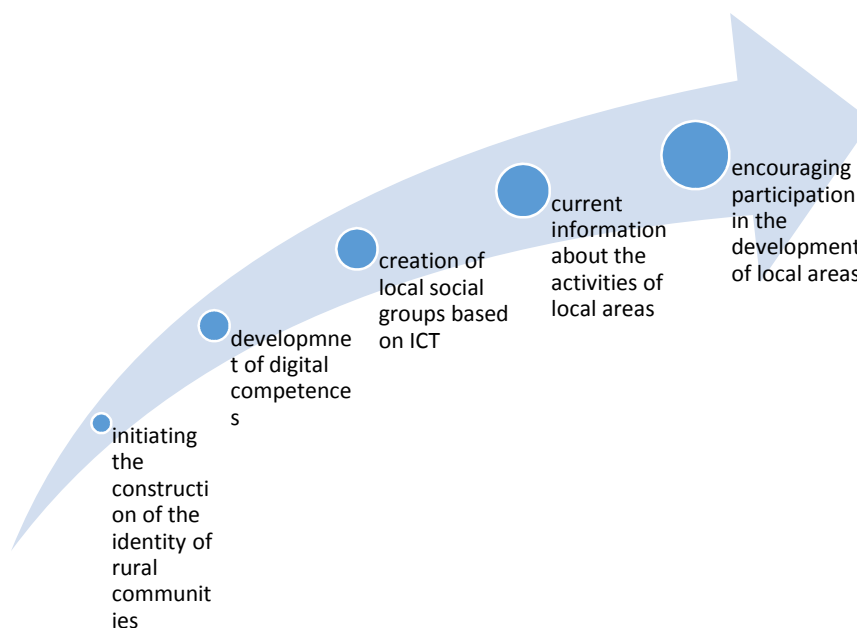 initiating
the
constructi
on of the
identity of
rural
communit
ies
developmne
t of digital
competence
s
creation of
local social
groups based
on ICT
current
information
about the
activities of
local areas
encouraging
participation
in the
development
of local areas